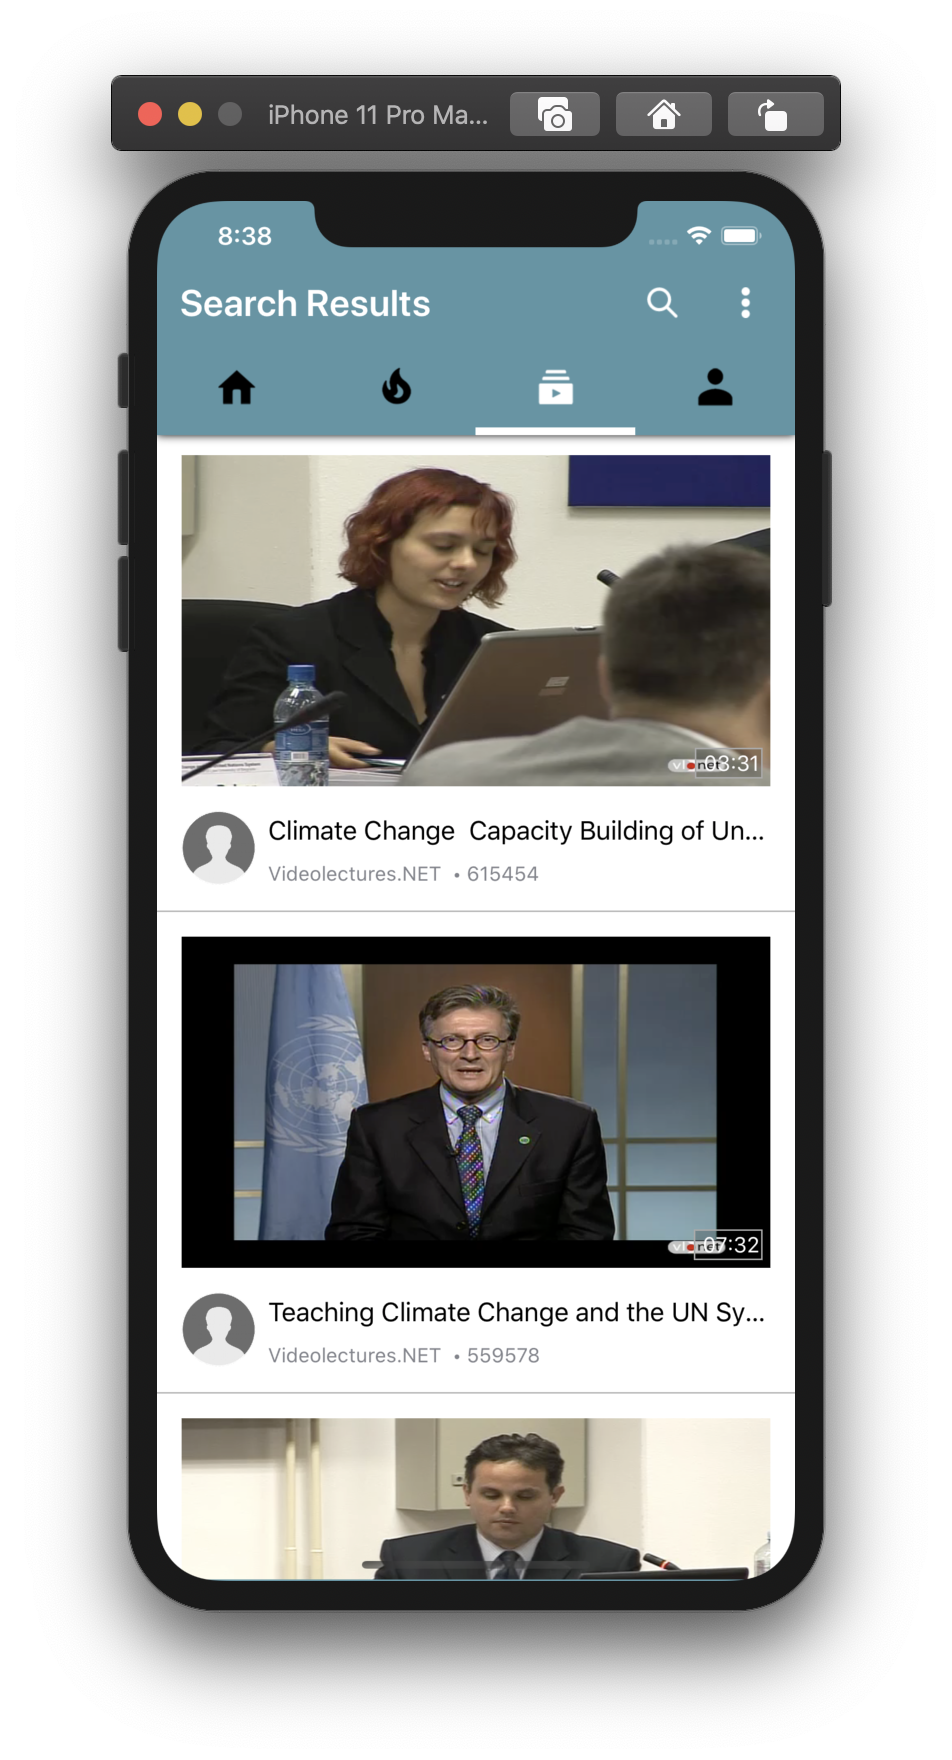 iPhone 11 Pro Ma...
8:38
Search Results
03:31
Climate Change  Capacity Building of Un...
Videolectures.NET • 615454
07:32
Teaching Climate Change and the UN Sy...
Videolectures.NET • 559578